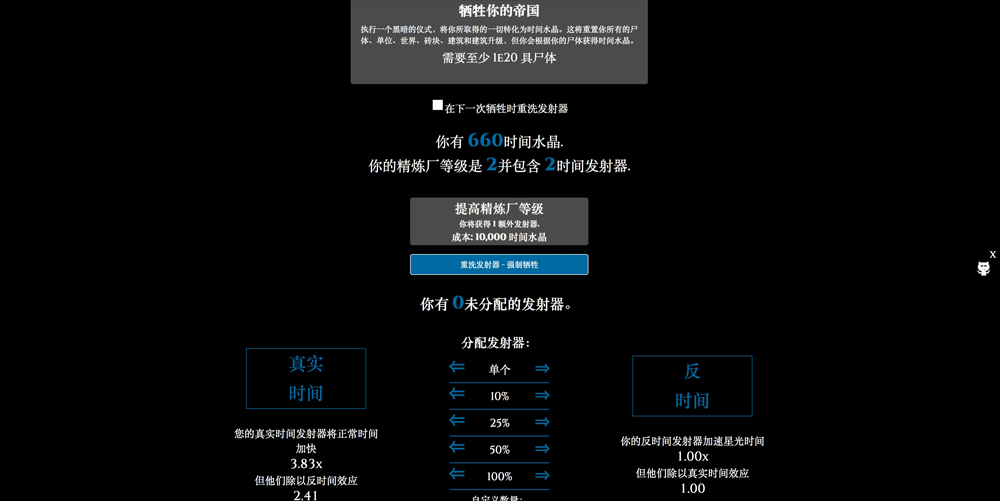 牺牲你的帝国
执行一个黑暗的仪式，将你所取得的一切转化为时间水晶。这将重置你所有的尸
体、单位、世界、砖块、建筑和建筑升级，但你会根据你的尸体获得时间水晶。
需要至少 1E20 具尸体
在下一次牺牲时重洗发射器
你有 660时间水晶.
你的精炼厂等级是 2并包含 2时间发射器.
提高精炼厂等级
你将获得 1 额外发射器.
成本: 10,000 时间水晶
重洗发射器 - 强制牺牲
x
你有 0未分配的发射器。
分配发射器：
真实
时间
您的真实时间发射器将正常时间
加快
3.83x
但他们除以反时间效应
2.41
⇐ 单个 ⇒
⇐ 10% ⇒
⇐ 25% ⇒
⇐ 50% ⇒
⇐ 100% ⇒
自定义数量:
反
时间
你的反时间发射器加速星光时间
1.00x
但他们除以真实时间效应
1.00